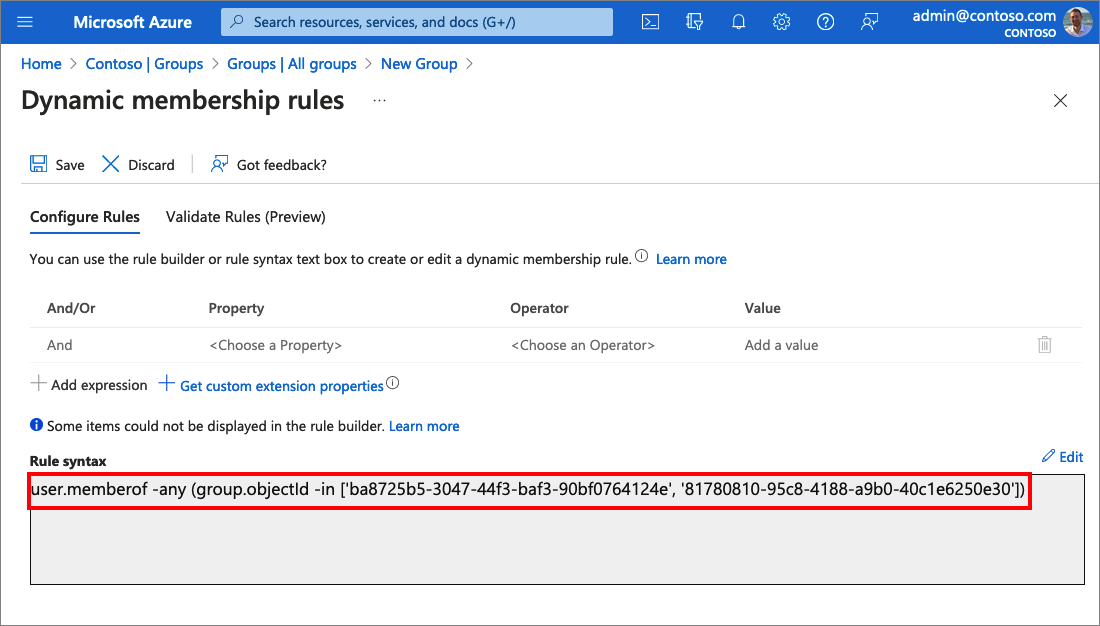 Microsoft Azure
Search resources, services, and docs (G+/)
admin@contoso.com
CONTOSO
Home > Contoso | Groups > Groups | All groups > New Group >
Dynamic membership rules ...
Save Discard Got feedback?
Configure Rules Validate Rules (Preview)
You can use the rule builder or rule syntax text box to create or edit a dynamic membership rule. Learn more
And/Or Property Operator Value
And <Choose a Property> <Choose an Operator> Add a value
Add expression Get custom extension properties
Some items could not be displayed in the rule builder. Learn more
Edit
Rule syntax
user.memberof -any (group.objectId -in ['ba8725b5-3047-44f3-baf3-90bf0764124e', '81780810-95c8-4188-a9b0-40c1e6250e30'])